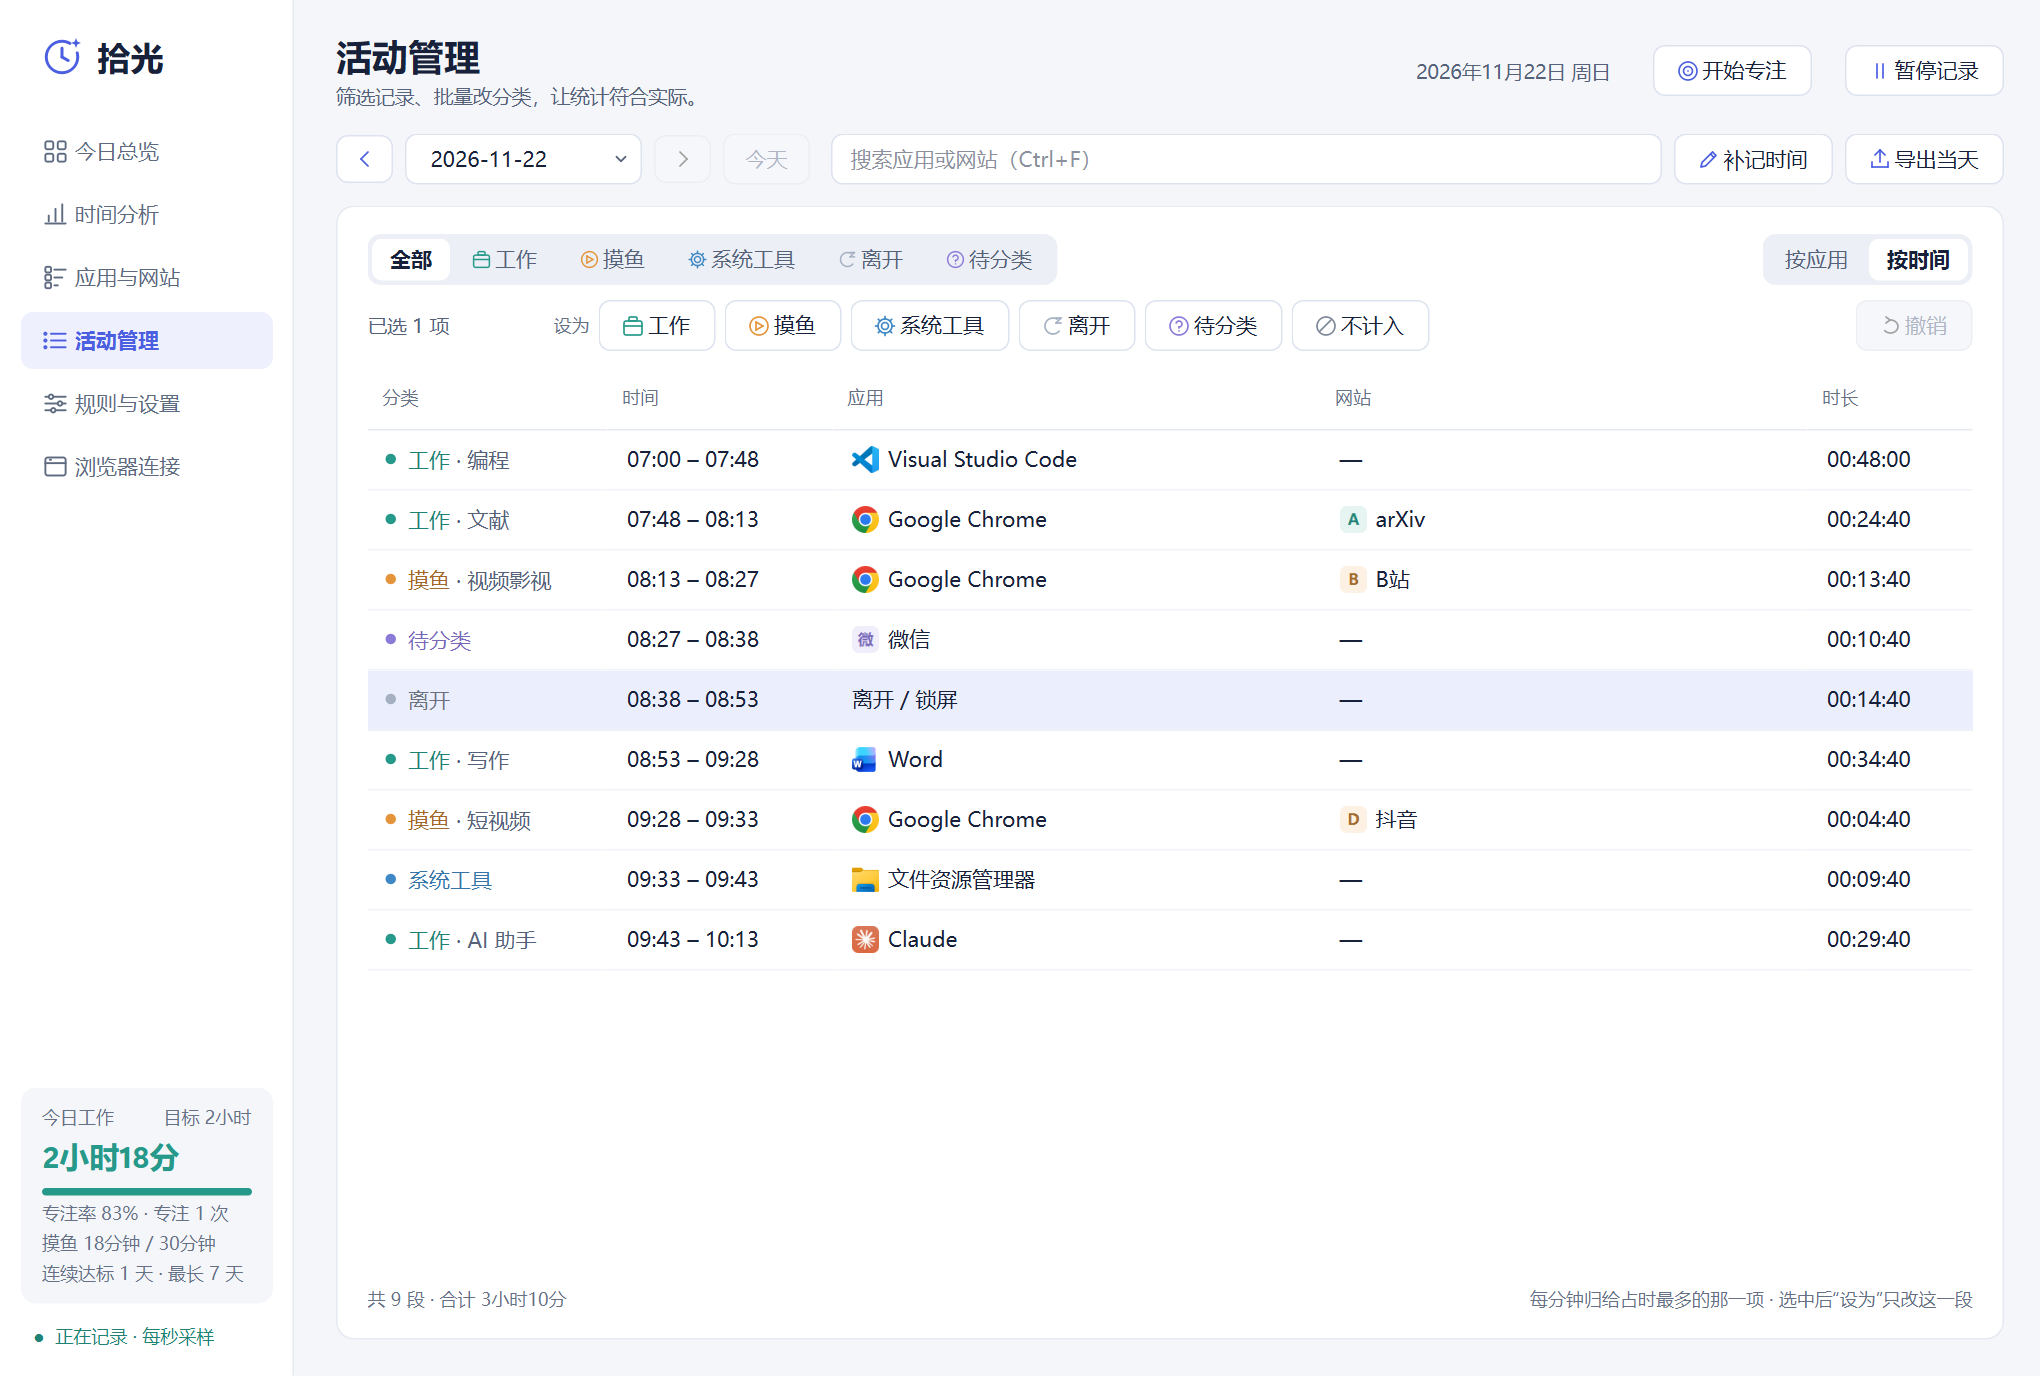 拾光
今日总览
时间分析
应用与网站
活动管理
规则与设置
浏览器连接
今日工作 目标 2小时
2小时18分
专注率 83% · 专注 1 次
摸鱼 18分钟 / 30分钟
连续达标 1 天 · 最长 7 天
正在记录 · 每秒采样
活动管理
筛选记录、批量改分类，让统计符合实际。
2026年11月22日 周日 开始专注 暂停记录
2026-11-22 今天 搜索应用或网站（Ctrl+F） 补记时间 导出当天
全部 工作 摸鱼 系统工具 离开 待分类 按应用 按时间
已选 1 项 设为 工作 摸鱼 系统工具 离开 待分类 不计入 撤销
分类 时间 应用 网站 时长
工作 · 编程 07:00 – 07:48 Visual Studio Code — 00:48:00
工作 · 文献 07:48 – 08:13 Google Chrome A arXiv 00:24:40
摸鱼 · 视频影视 08:13 – 08:27 Google Chrome B B站 00:13:40
待分类 08:27 – 08:38 微 微信 — 00:10:40
离开 08:38 – 08:53 离开 / 锁屏 — 00:14:40
工作 · 写作 08:53 – 09:28 W Word — 00:34:40
摸鱼 · 短视频 09:28 – 09:33 Google Chrome D 抖音 00:04:40
系统工具 09:33 – 09:43 文件资源管理器 — 00:09:40
工作 · AI 助手 09:43 – 10:13 Claude — 00:29:40
共 9 段 · 合计 3小时10分 每分钟归给占时最多的那一项 · 选中后“设为”只改这一段